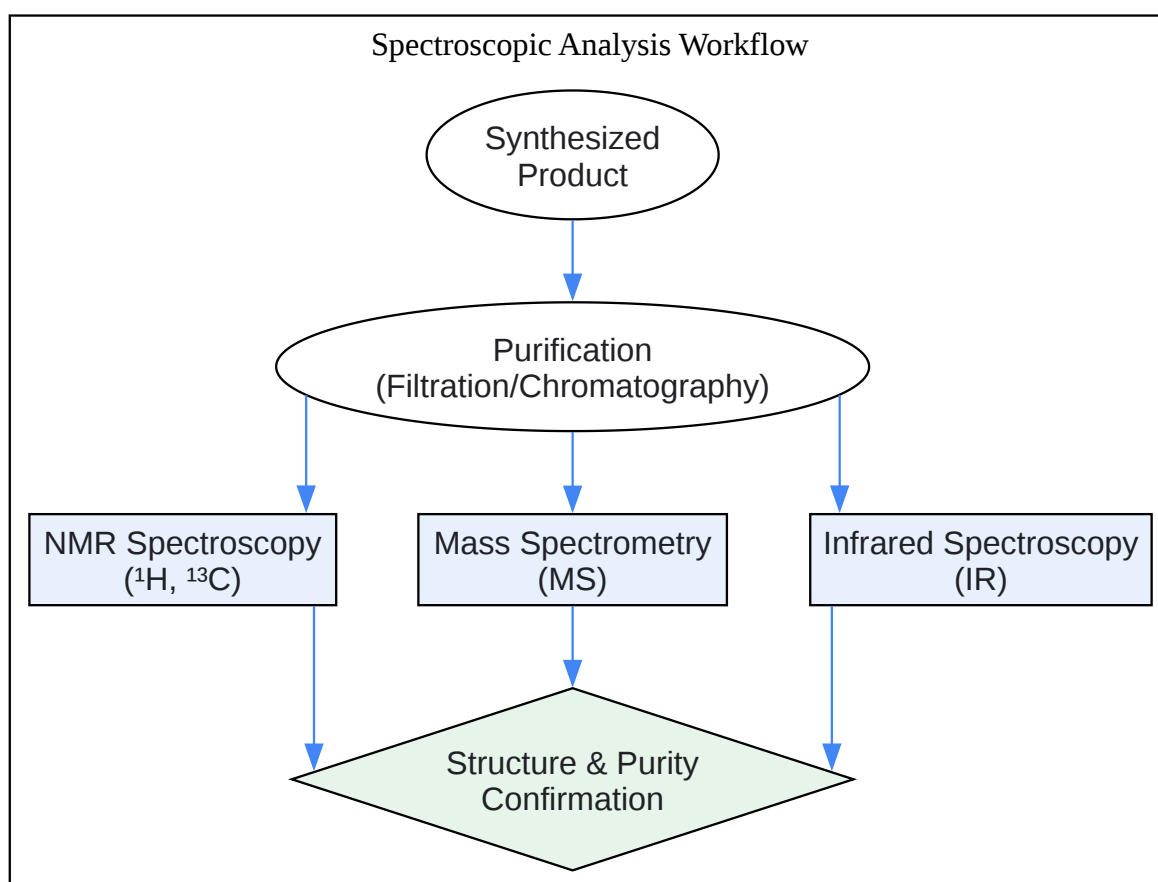 Spectroscopic Analysis Workflow
Synthesized
Product
Purification
(Filtration/Chromatography)
NMR Spectroscopy
(¹H, ¹³C)
Mass Spectrometry
(MS)
Infrared Spectroscopy
(IR)
Structure & Purity
Confirmation